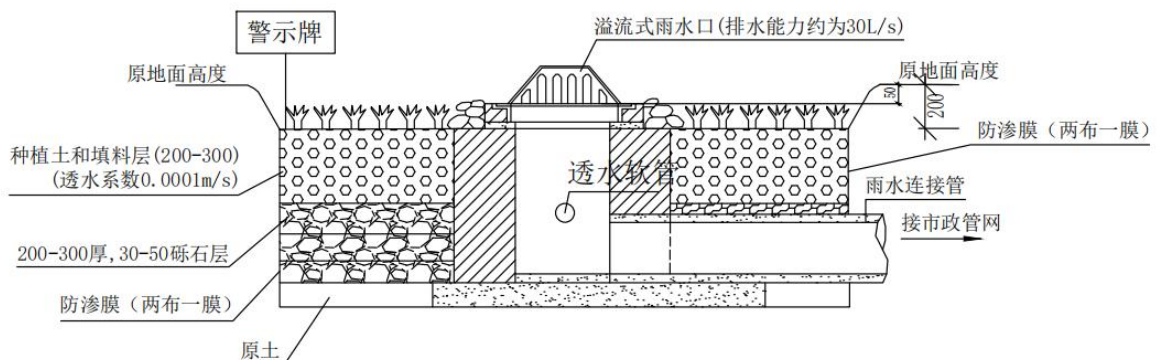 警示牌
溢流式雨水口(排水能力约为30L/s)
原地面高度
原地面高度
50
200
防渗膜（两布一膜）
种植土和填料层(200-300)
(透水系数0.0001m/s)
透水软管
雨水连接管
接市政管网
200-300厚,30-50砾石层
防渗膜（两布一膜）
原土